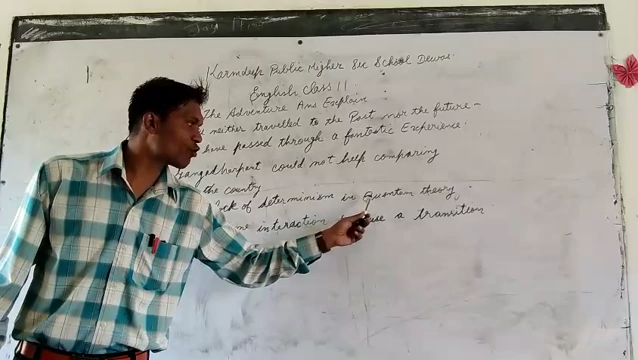 Karmdeep Public Higher Sec School Dewas
English Class 11
The Adventure Ans Explain
neither travelled to the Past nor the future -
have passed through a fantastic Experience.
Gangadharpant could not help comparing
the country
lack of determinism in Quantem theory
interaction a transition